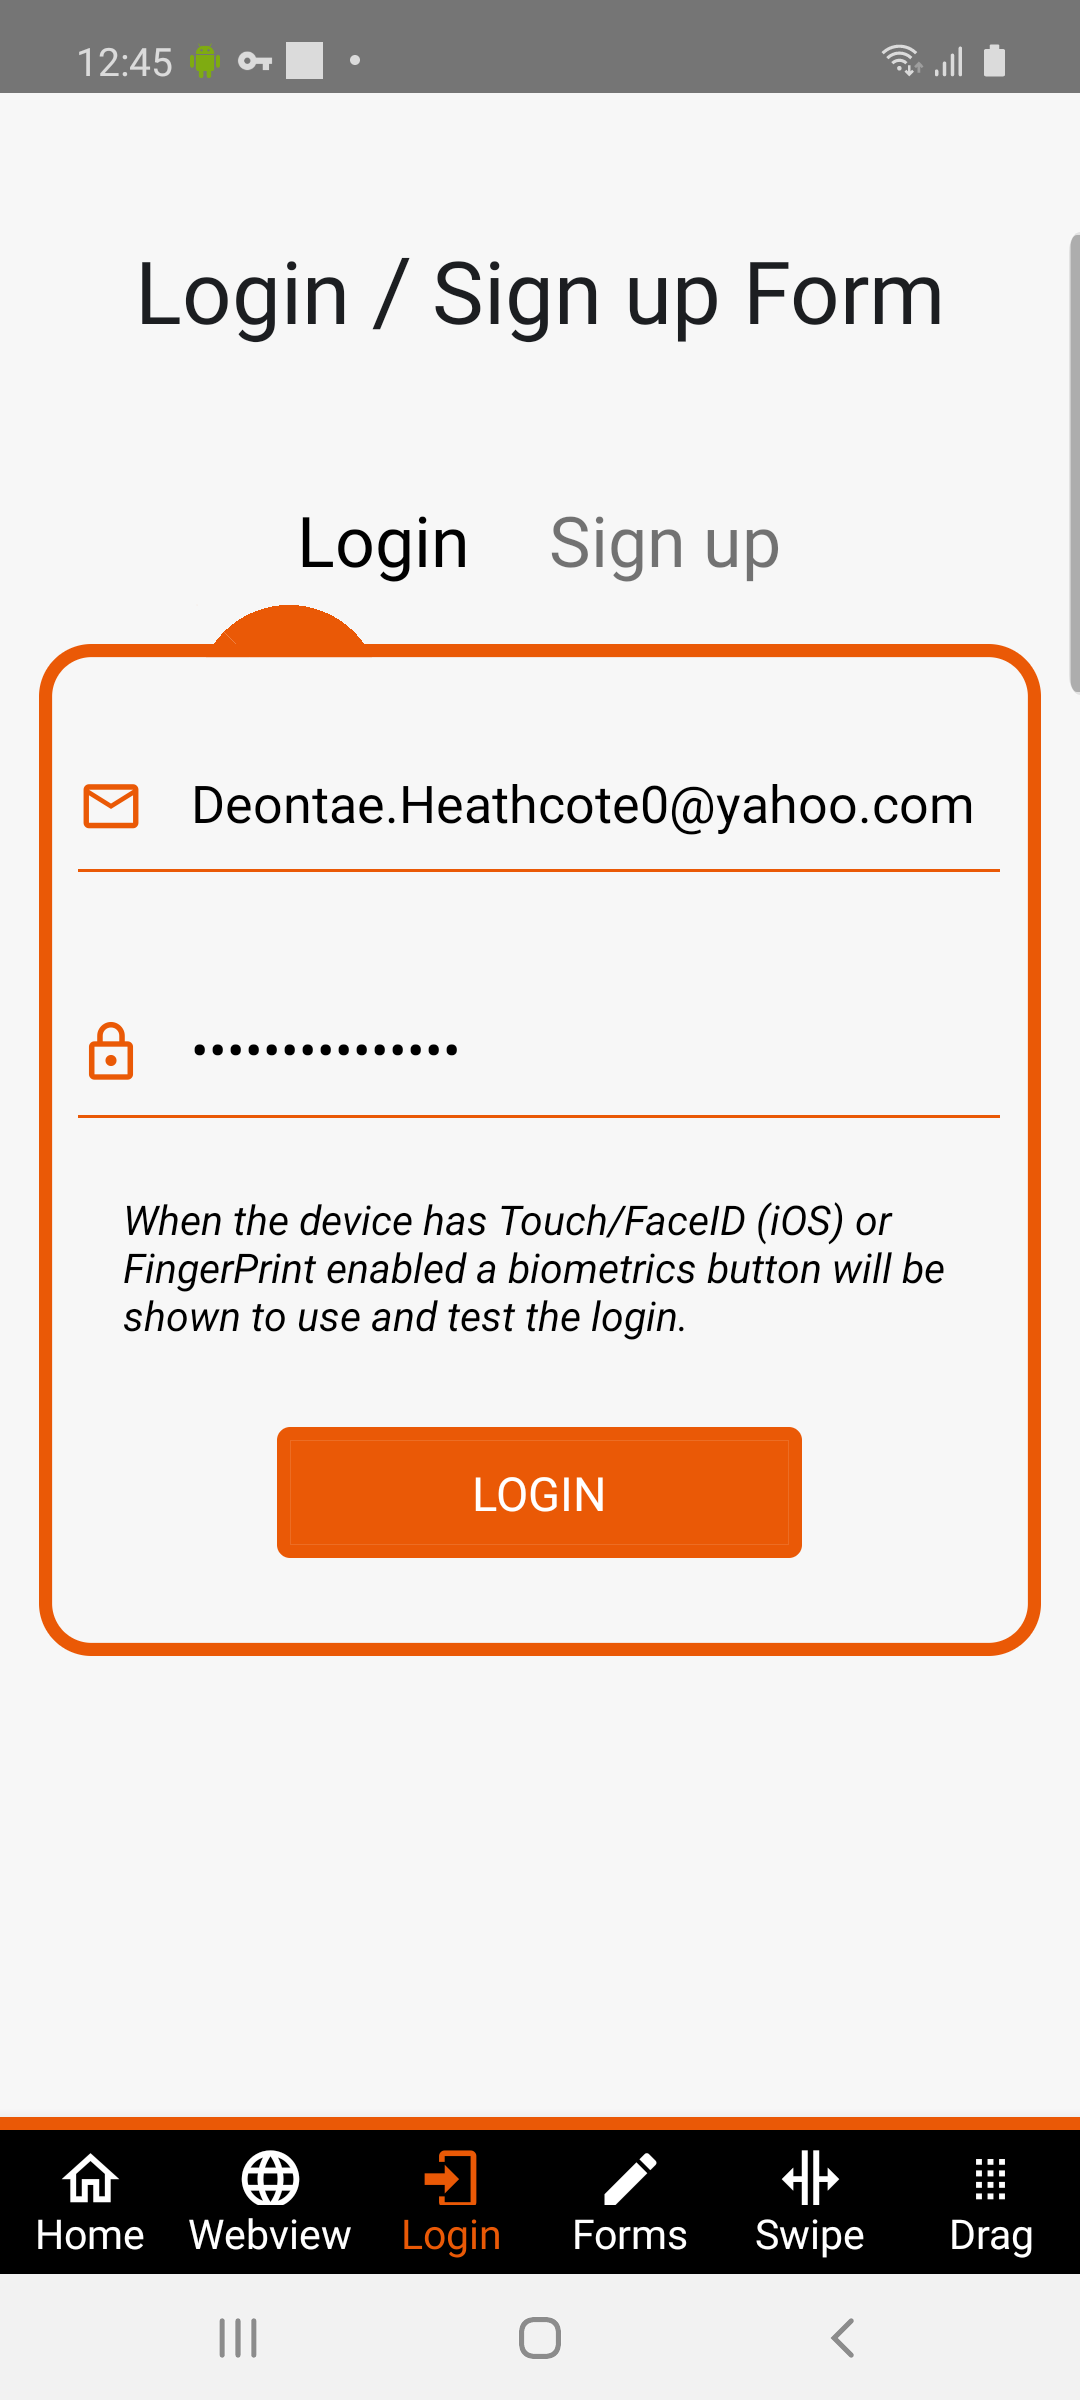 12:45
Login / Sign up Form
Login Sign up
Deontae.Heathcote0@yahoo.com
•••••••••••••••
When the device has Touch/FaceID (iOS) or
FingerPrint enabled a biometrics button will be
shown to use and test the login.
LOGIN
Home Webview Login Forms Swipe Drag